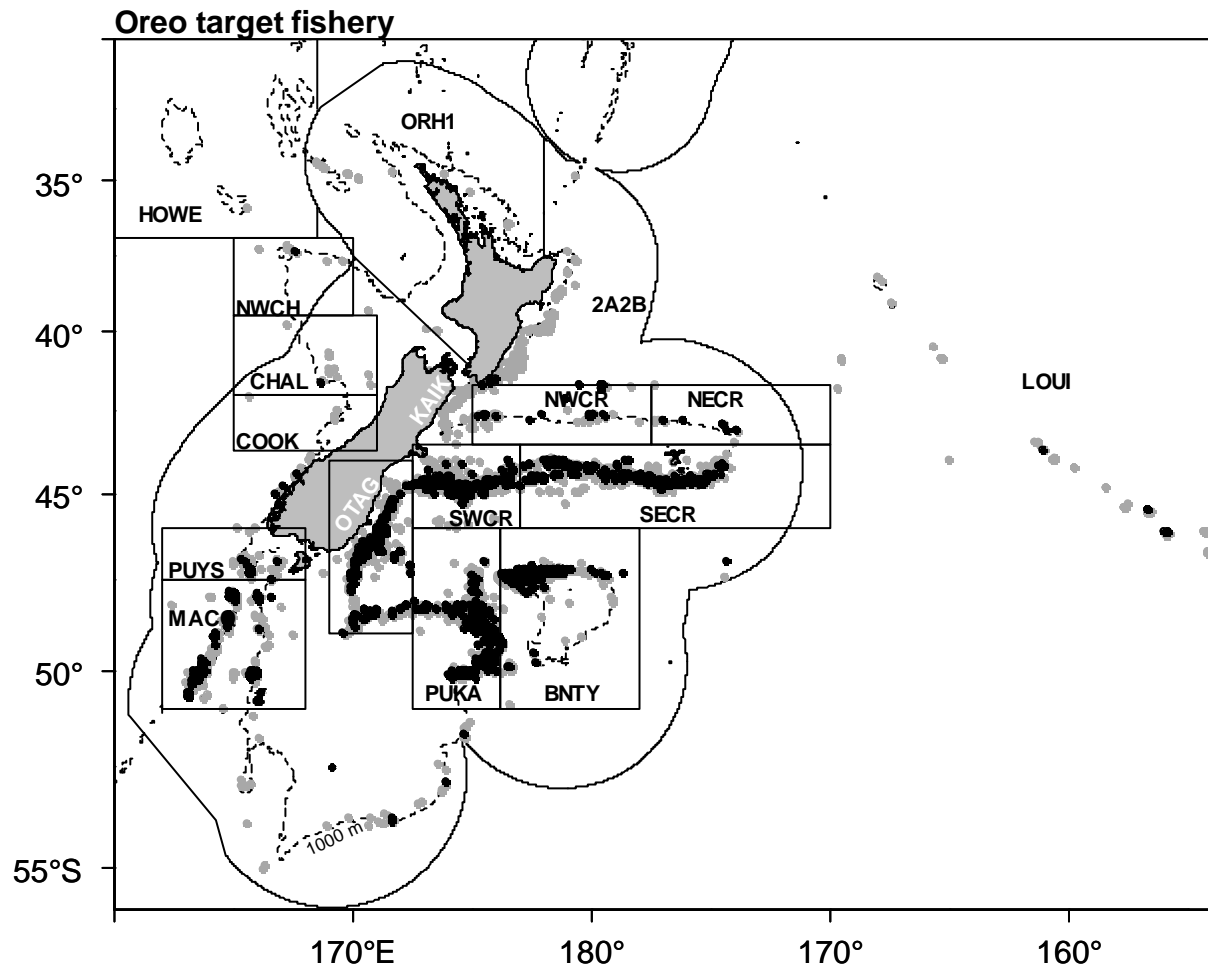 Oreo target fishery
ORH1
35°
HOWE
NWCH
2A2B
40°
CHAL
KAIK
NWCR
NECR
LOUI
COOK
45°
OTAG
SWCR
SECR
PUYS
MAC
50°
PUKA
BNTY
1000 m
55°S
170°E
180°
170°
160°